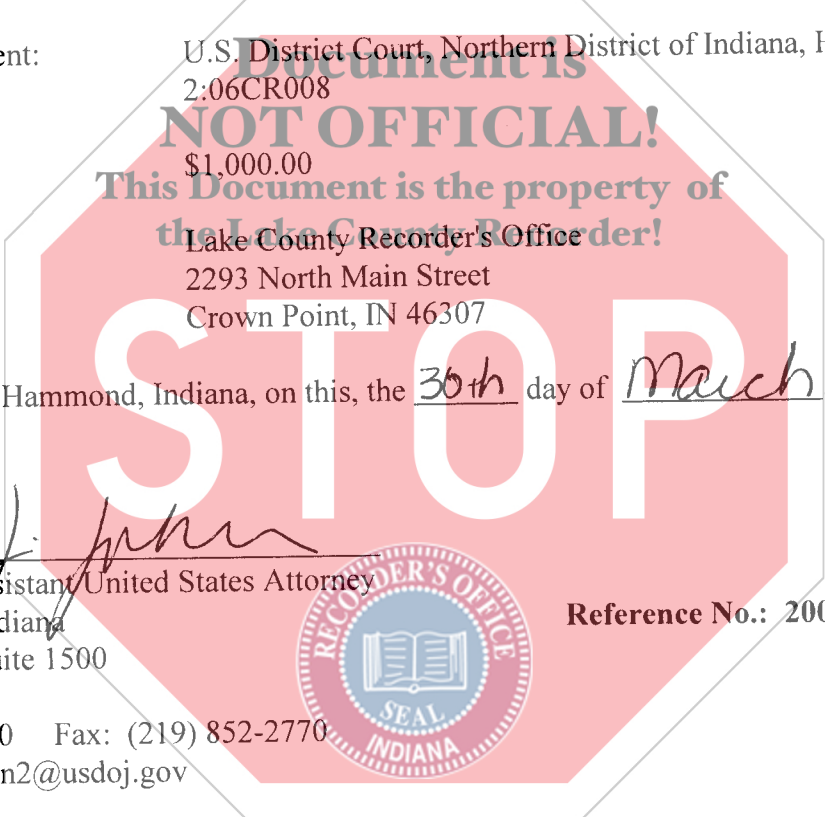 ent: U.S. District Court, Northern District of Indiana, H
Document is
2:06CR008
NOT OFFICIAL!
$1,000.00
This Document is the property of
the Lake County Recorder!
Lake County Recorder's Office
2293 North Main Street
Crown Point, IN 46307
STOP
Hammond, Indiana, on this, the 30th day of March
sistant United States Attorney
diana
Reference No.: 200
uite 1500
0 Fax: (219) 852-2770
n2@usdoj.gov
RECORDER'S OFFICE
SEAL
INDIANA